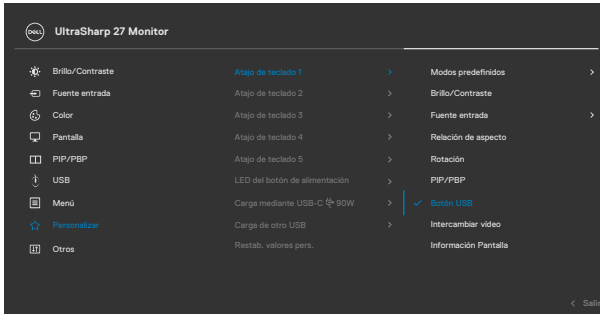 DELL
UltraSharp 27 Monitor
Brillo/Contraste
Fuente entrada
Color
Pantalla
PIP/PBP
USB
Menú
Personalizar
Otros
Atajo de teclado 1
Atajo de teclado 2
Atajo de teclado 3
Atajo de teclado 4
Atajo de teclado 5
LED del botón de alimentación
Carga mediante USB-C 90W
Carga de otro USB
Restab. valores pers.
Modos predefinidos
Brillo/Contraste
Fuente entrada
Relación de aspecto
Rotación
PIP/PBP
Botón USB
Intercambiar vídeo
Información Pantalla
Salir